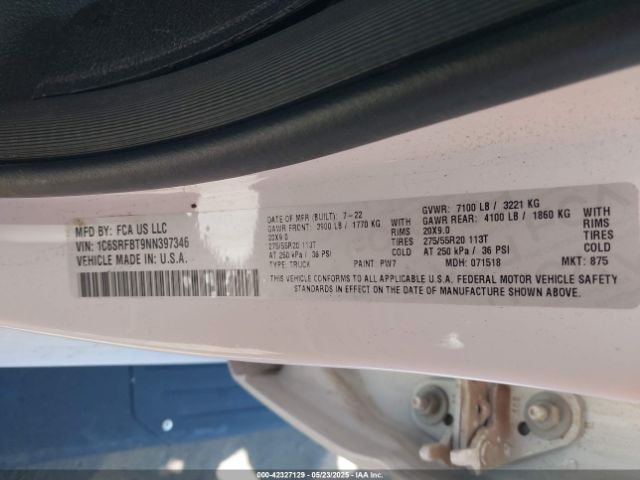 MFD BY: FCA US LLC
VIN: 1C6SRFBT9NN397346
VEHICLE MADE IN: U.S.A.
DATE OF MFR (BUILT): 7-22 GVWR: 7100 LB / 3221 KG
GAWR FRONT: 3900 LB / 1770 KG WITH GAWR REAR: 4100 LB / 1860 KG WITH
20X9.0 RIMS 20X9.0 RIMS
275/55R20 113T TIRES 275/55R20 113T TIRES
AT 250 kPa / 36 PSI COLD AT 250 kPa / 36 PSI COLD
TYPE: TRUCK PAINT: PW7 MDH: 071518 MKT: 875
THIS VEHICLE CONFORMS TO ALL APPLICABLE U.S.A. FEDERAL MOTOR VEHICLE SAFETY
STANDARDS IN EFFECT ON THE DATE OF MANUFACTURE SHOWN ABOVE.
000-42327129 - 05/23/2025 - COPYRIGHT IAA, LLC